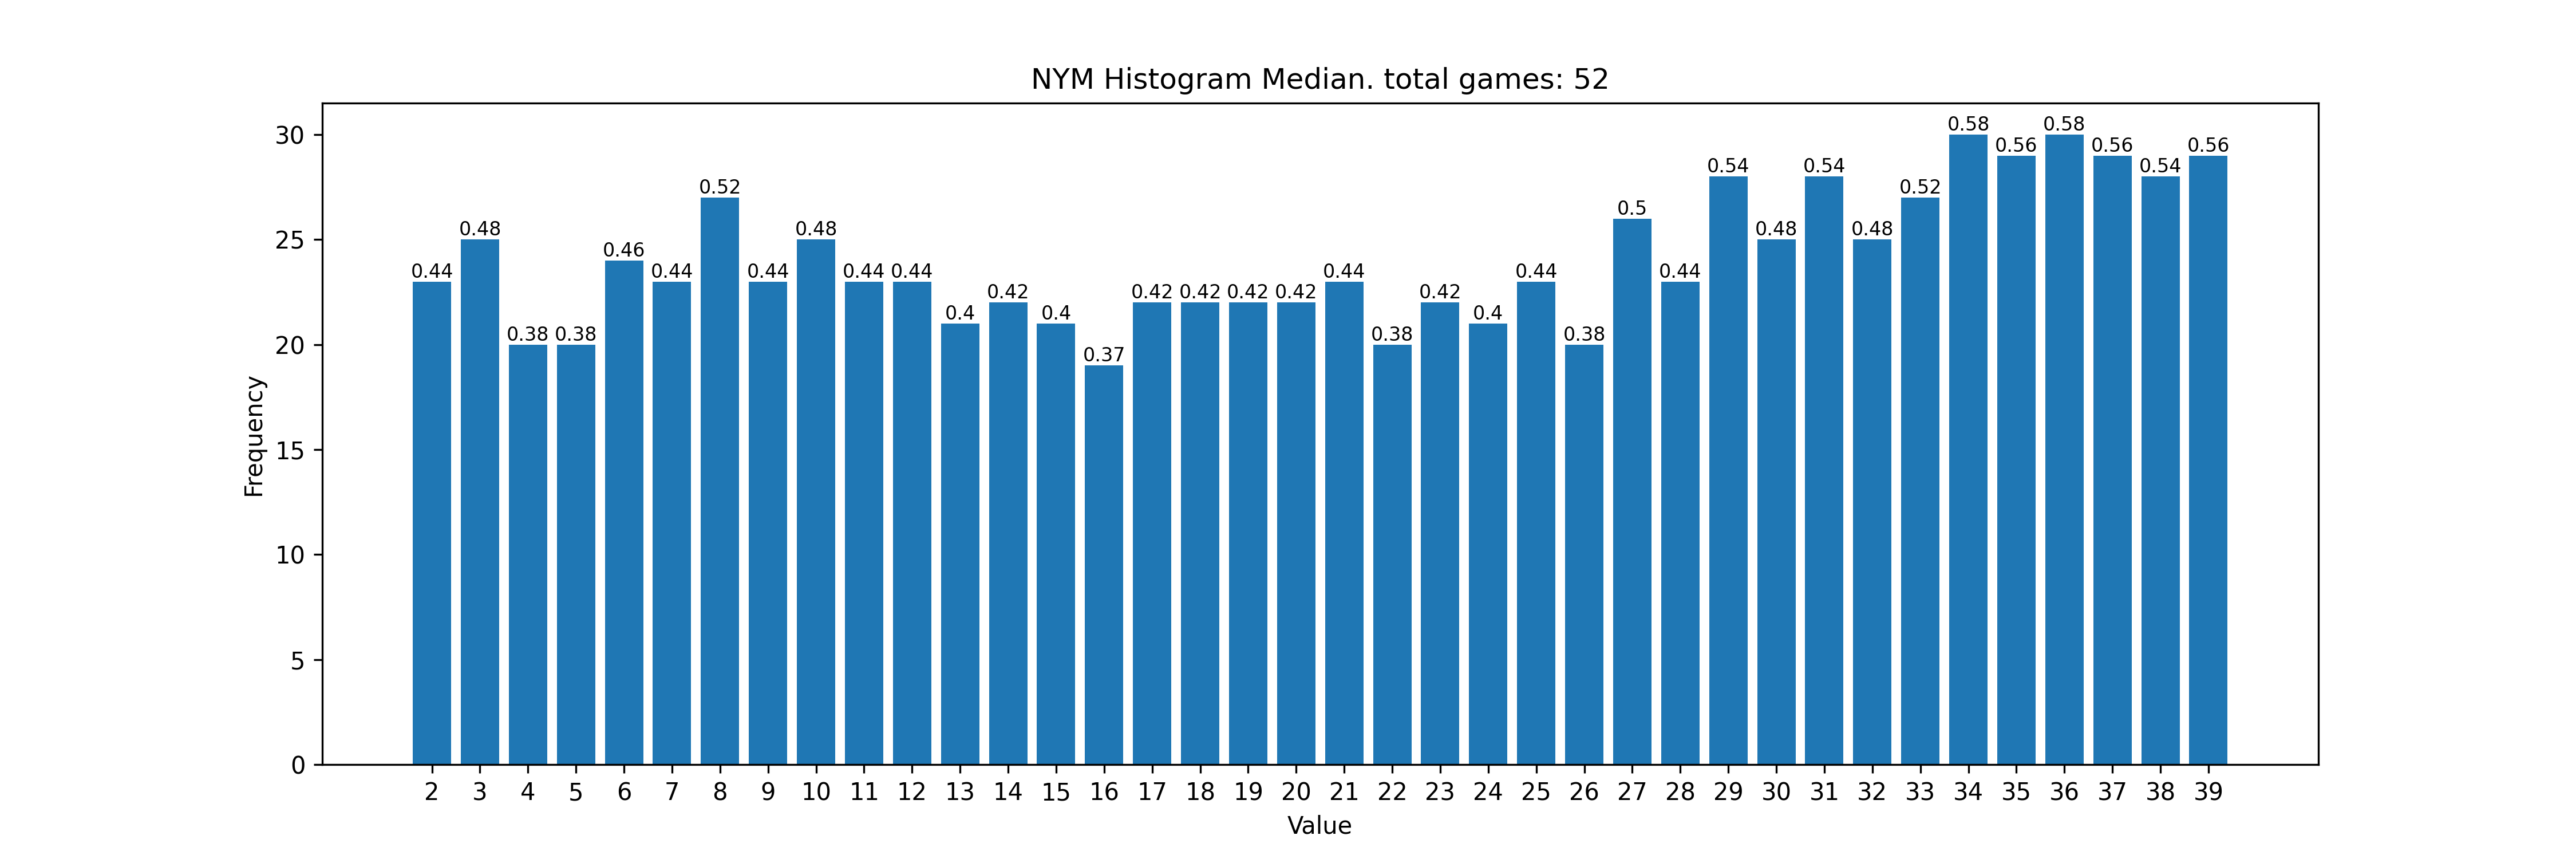 NYM Histogram Median. total games: 52
30
25
20
15
10
5
0
Frequency
0.44 0.48 0.38 0.38 0.46 0.44 0.52 0.44 0.48 0.44 0.44 0.4 0.42 0.4 0.37 0.42 0.42 0.42 0.42 0.44 0.38 0.42 0.4 0.44 0.38 0.5 0.44 0.54 0.48 0.54 0.48 0.52 0.58 0.56 0.58 0.56 0.54 0.56
2 3 4 5 6 7 8 9 10 11 12 13 14 15 16 17 18 19 20 21 22 23 24 25 26 27 28 29 30 31 32 33 34 35 36 37 38 39
Value